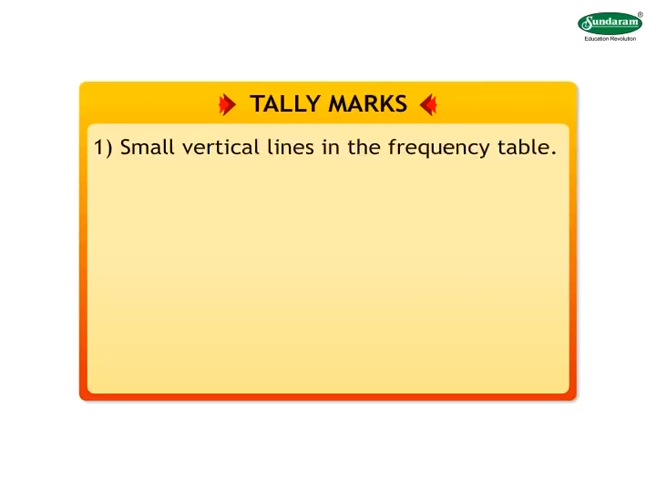 Sundaram®
Education Revolution
TALLY MARKS
1) Small vertical lines in the frequency table.